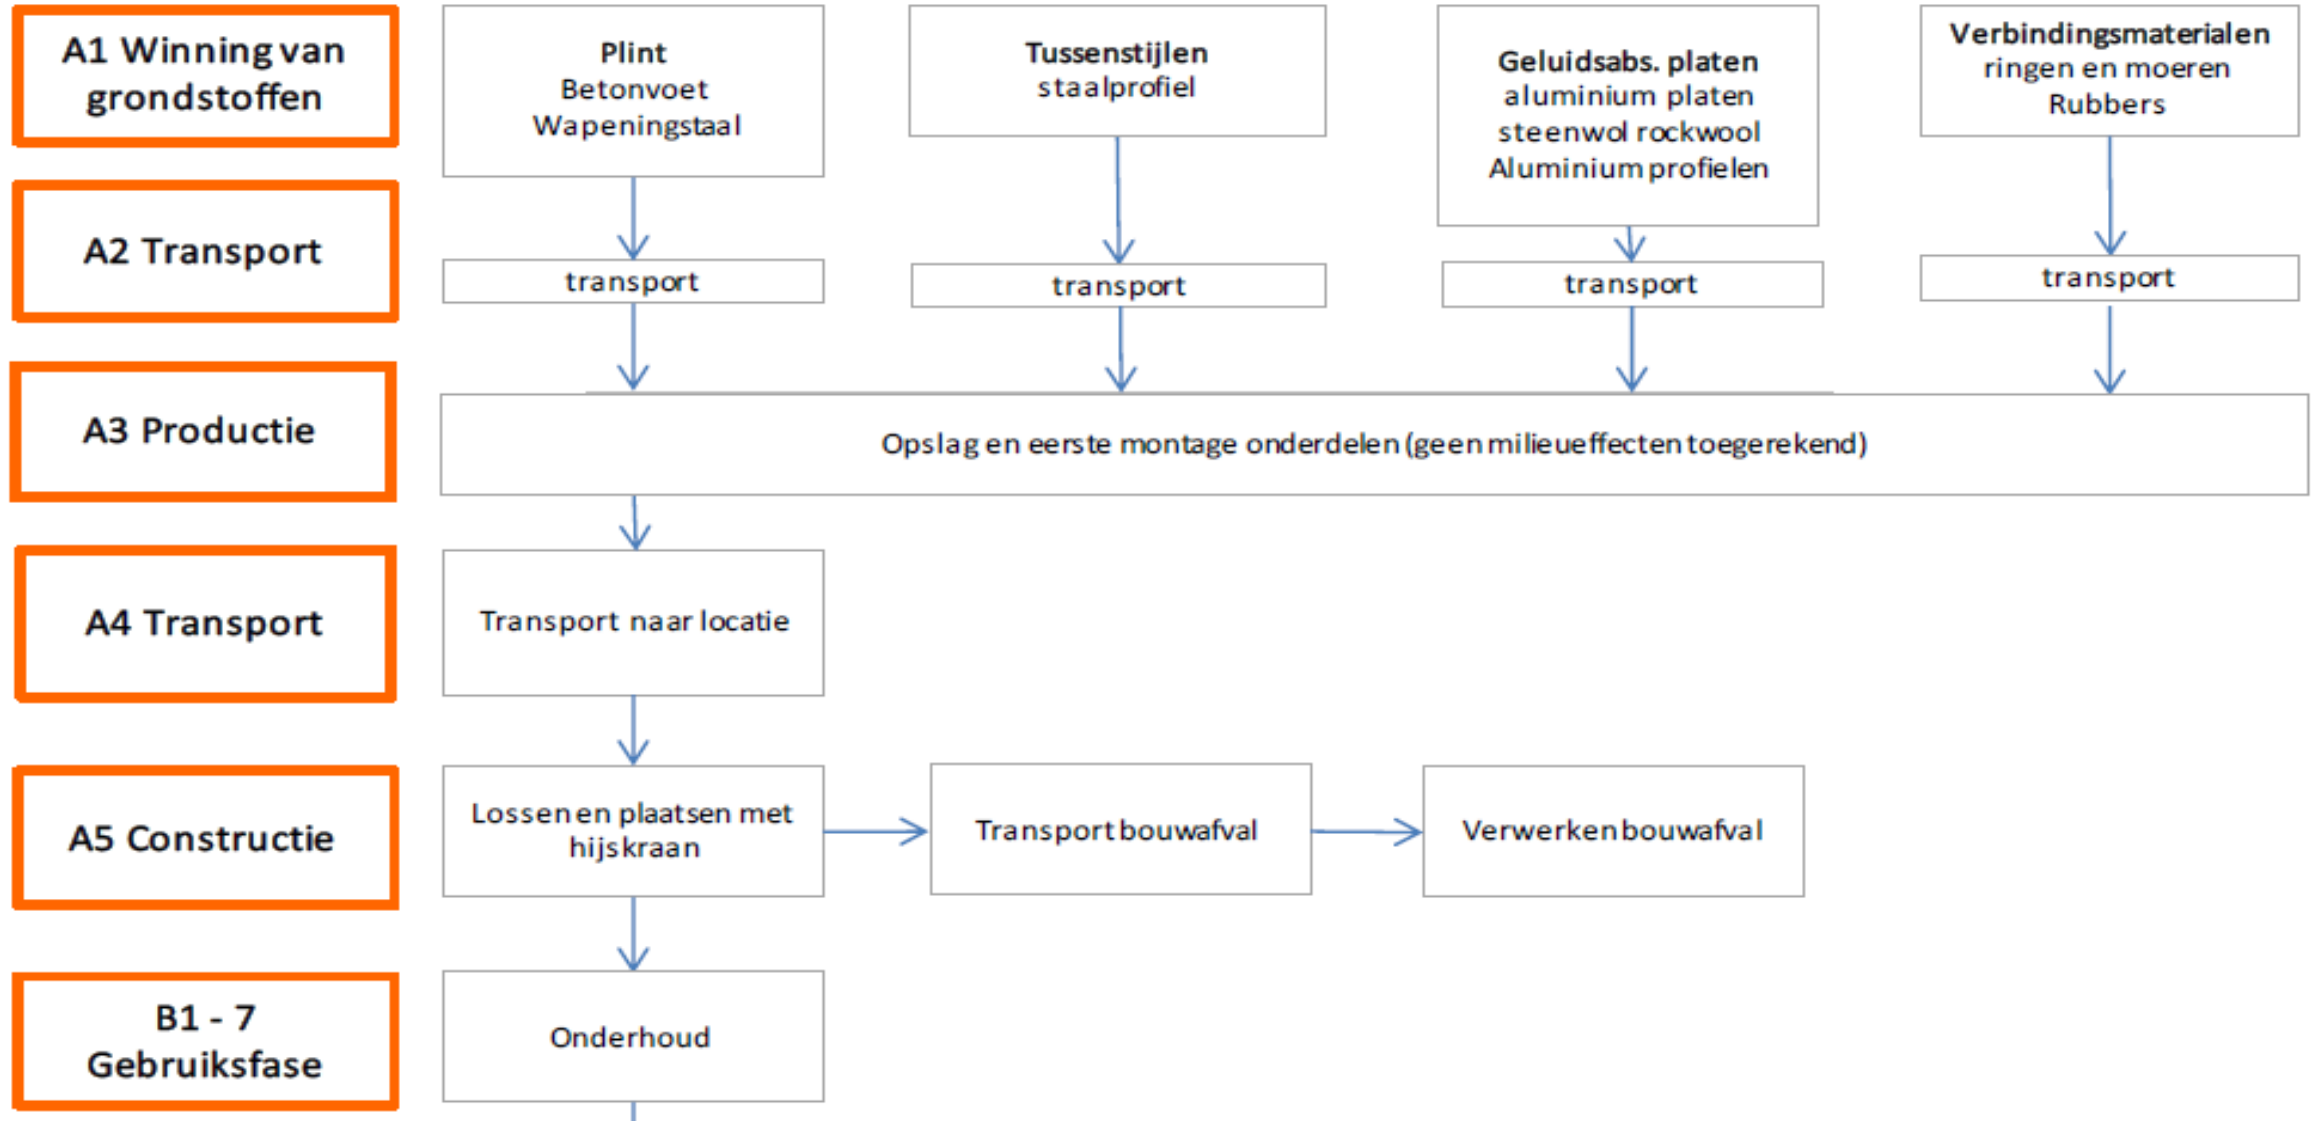 A1 Winning van
grondstoffen
Plint
Betonvoet
Wapeningstaal
Tussenstijlen
staalprofiel
Geluidsabs. platen
aluminium platen
steenwol rockwool
Aluminium profielen
Verbindingsmaterialen
ringen en moeren
Rubbers
A2 Transport
transport
transport
transport
transport
A3 Productie
Opslag en eerste montage onderdelen (geen milieueffecten toegerekend)
A4 Transport
Transport naar locatie
A5 Constructie
Lossen en plaatsen met
hijskraan
Transport bouwafval
Verwerken bouwafval
B1 - 7
Gebruiksfase
Onderhoud